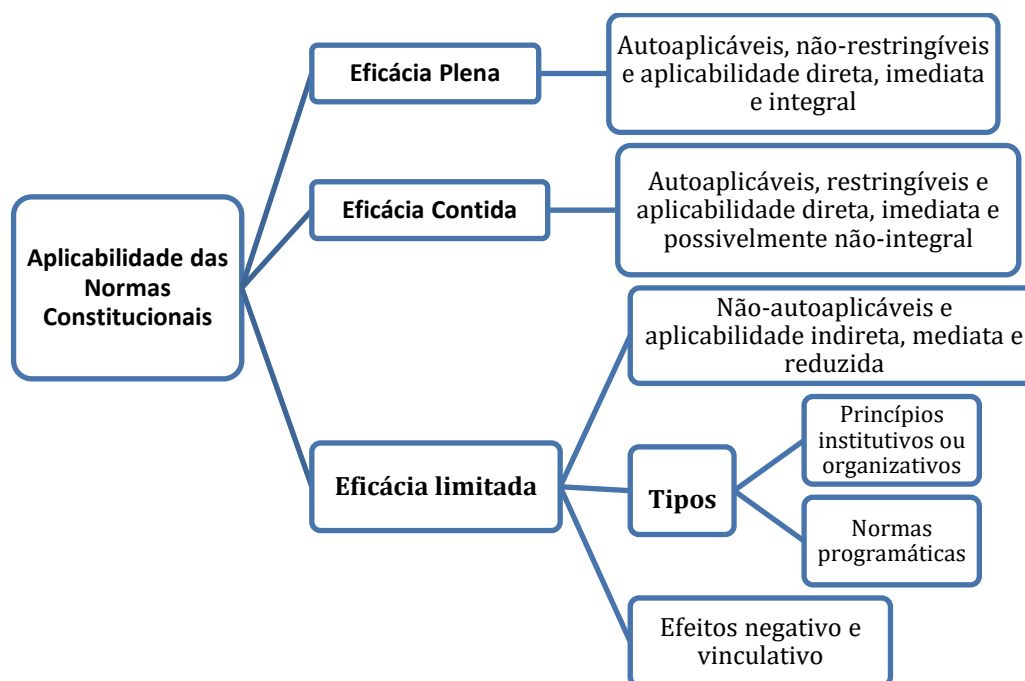 Aplicabilidade das
Normas
Constitucionais
Eficácia Plena
Autoaplicáveis, não-restringíveis
e aplicabilidade direta, imediata
e integral
Eficácia Contida
Autoaplicáveis, restringíveis e
aplicabilidade direta, imediata e
possivelmente não-integral
Eficácia limitada
Não-autoaplicáveis e
aplicabilidade indireta, mediata e
reduzida
Tipos
Princípios
institutivos ou
organizativos
Normas
programáticas
Efeitos negativo e
vinculativo